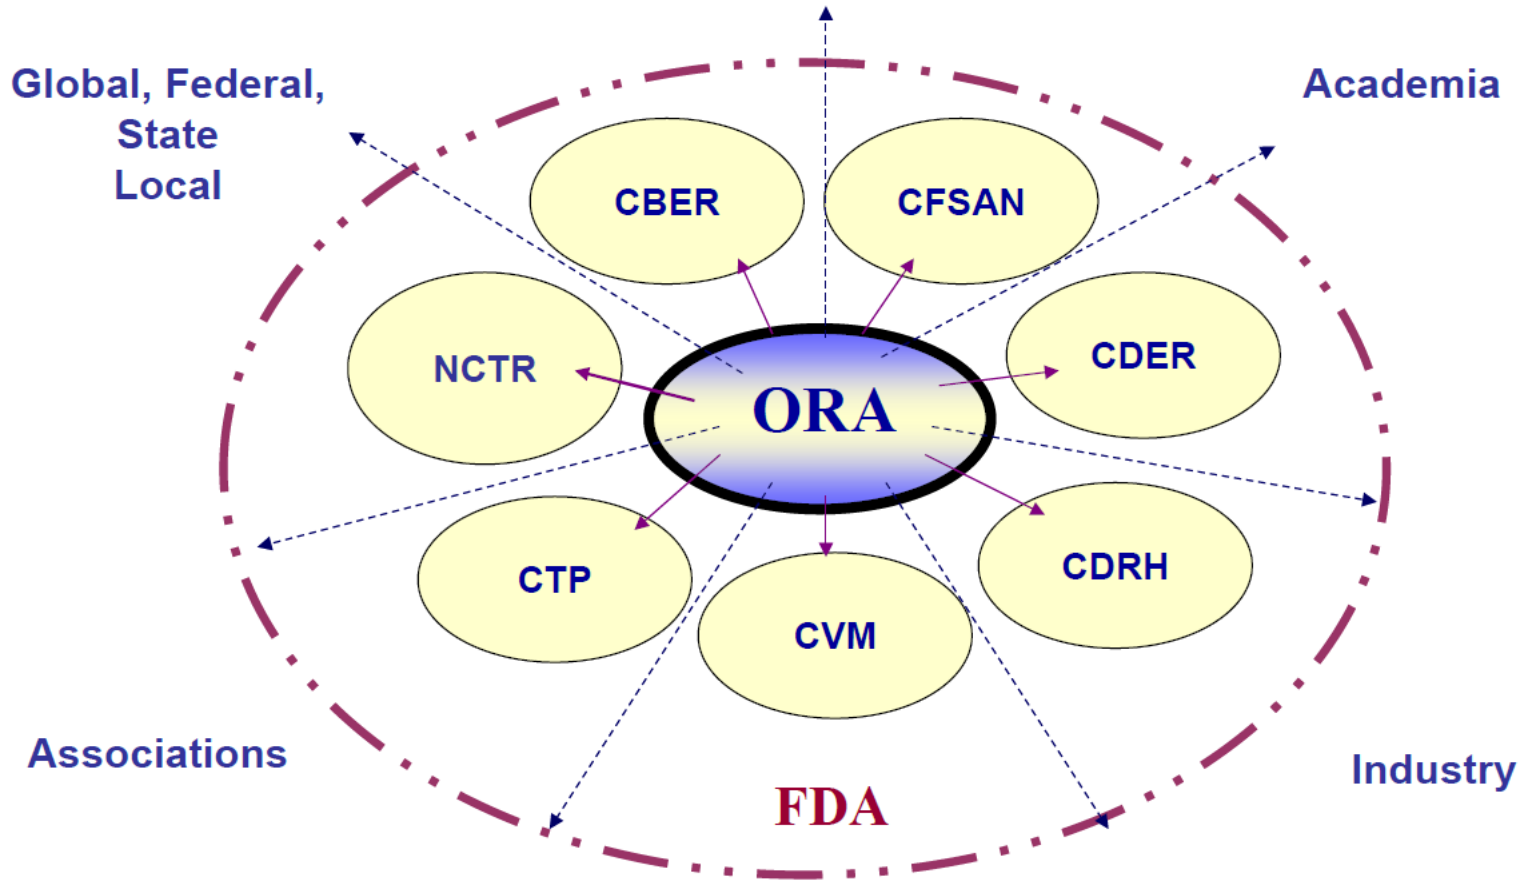 Global, Federal,
State
Local
Academia
CBER
CFSAN
NCTR
CDER
ORA
CTP
CDRH
CVM
Associations
Industry
FDA